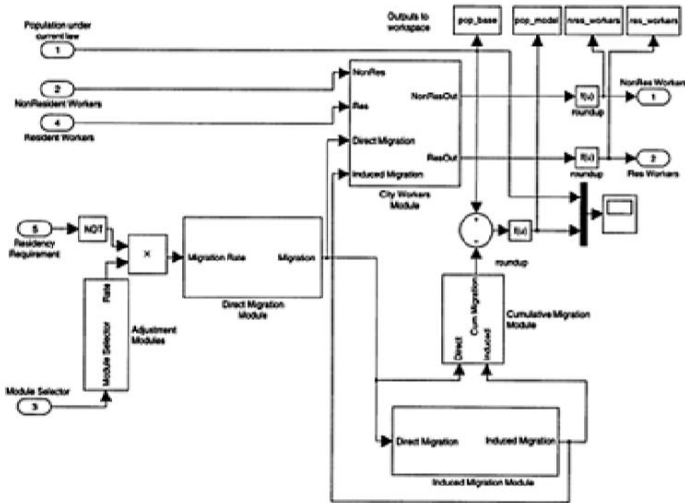 Population under
current law
1
2
NonResident Workers
4
Resident Workers
Outputs to
workspace
pop_base
pop_model
nres_workers
res_workers
NonRes
Res
Direct Migration
Induced Migration
NonResOut
ResOut
City Workers
Module
f(u)
roundup
NonRes Workers
1
f(u)
roundup
2
Res Workers
5
Residency
Requirement
NOT
×
Migration Rate
Migration
Direct Migration
Module
Rate
Module Selector
Adjustment
Modules
Module Selector
3
+
−
f(u)
roundup
Cum Migration
Direct
Induced
Cumulative Migration
Module
Direct Migration
Induced Migration
Induced Migration Module